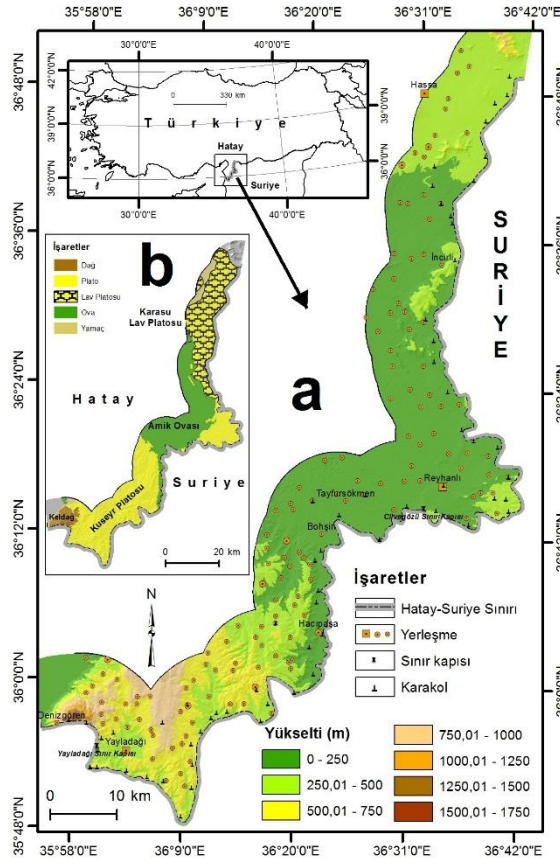 35°58'0"E
36°9'0"E
36°20'0"E
36°31'0"E
36°42'0"E
36°48'0"N
36°36'0"N
36°24'0"N
36°12'0"N
36°0'0"N
35°48'0"N
30°0'0"E
40°0'0"E
42°0'0"N
39°0'0"N
36°0'0"N
39°0'0"N
36°0'0"N
0 330 km
Türkiye
Hatay
Suriye
30°0'0"E
40°0'0"E
Hassa
SURİYE
İncirli
b
İşaretler
Dağ
Plato
Lav Platosu
Ova
Yamaç
Karasu
Lav Platosu
Hatay
Amik Ovası
Suriye
Kuseyr Platosu
Keldağ
0 20 km
a
Reyhanlı
Tayfursökmen
Cilvegözü Sınır Kapısı
Bohşin
Hacıpaşa
N
Denizgören
Yayladağı
Yayladağı Sınır Kapısı
0 10 km
İşaretler
Hatay-Suriye Sınırı
Yerleşme
Sınır kapısı
Karakol
Yükselti (m)
0 - 250
250,01 - 500
500,01 - 750
750,01 - 1000
1000,01 - 1250
1250,01 - 1500
1500,01 - 1750
35°58'0"E
36°9'0"E
36°20'0"E
36°31'0"E
36°42'0"E